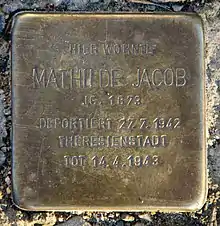 HIER WOHNTE
MATHILDE JACOB
JG. 1873
DEPORTIERT 27.7.1942
THERESIENSTADT
TOT 14.4.1943